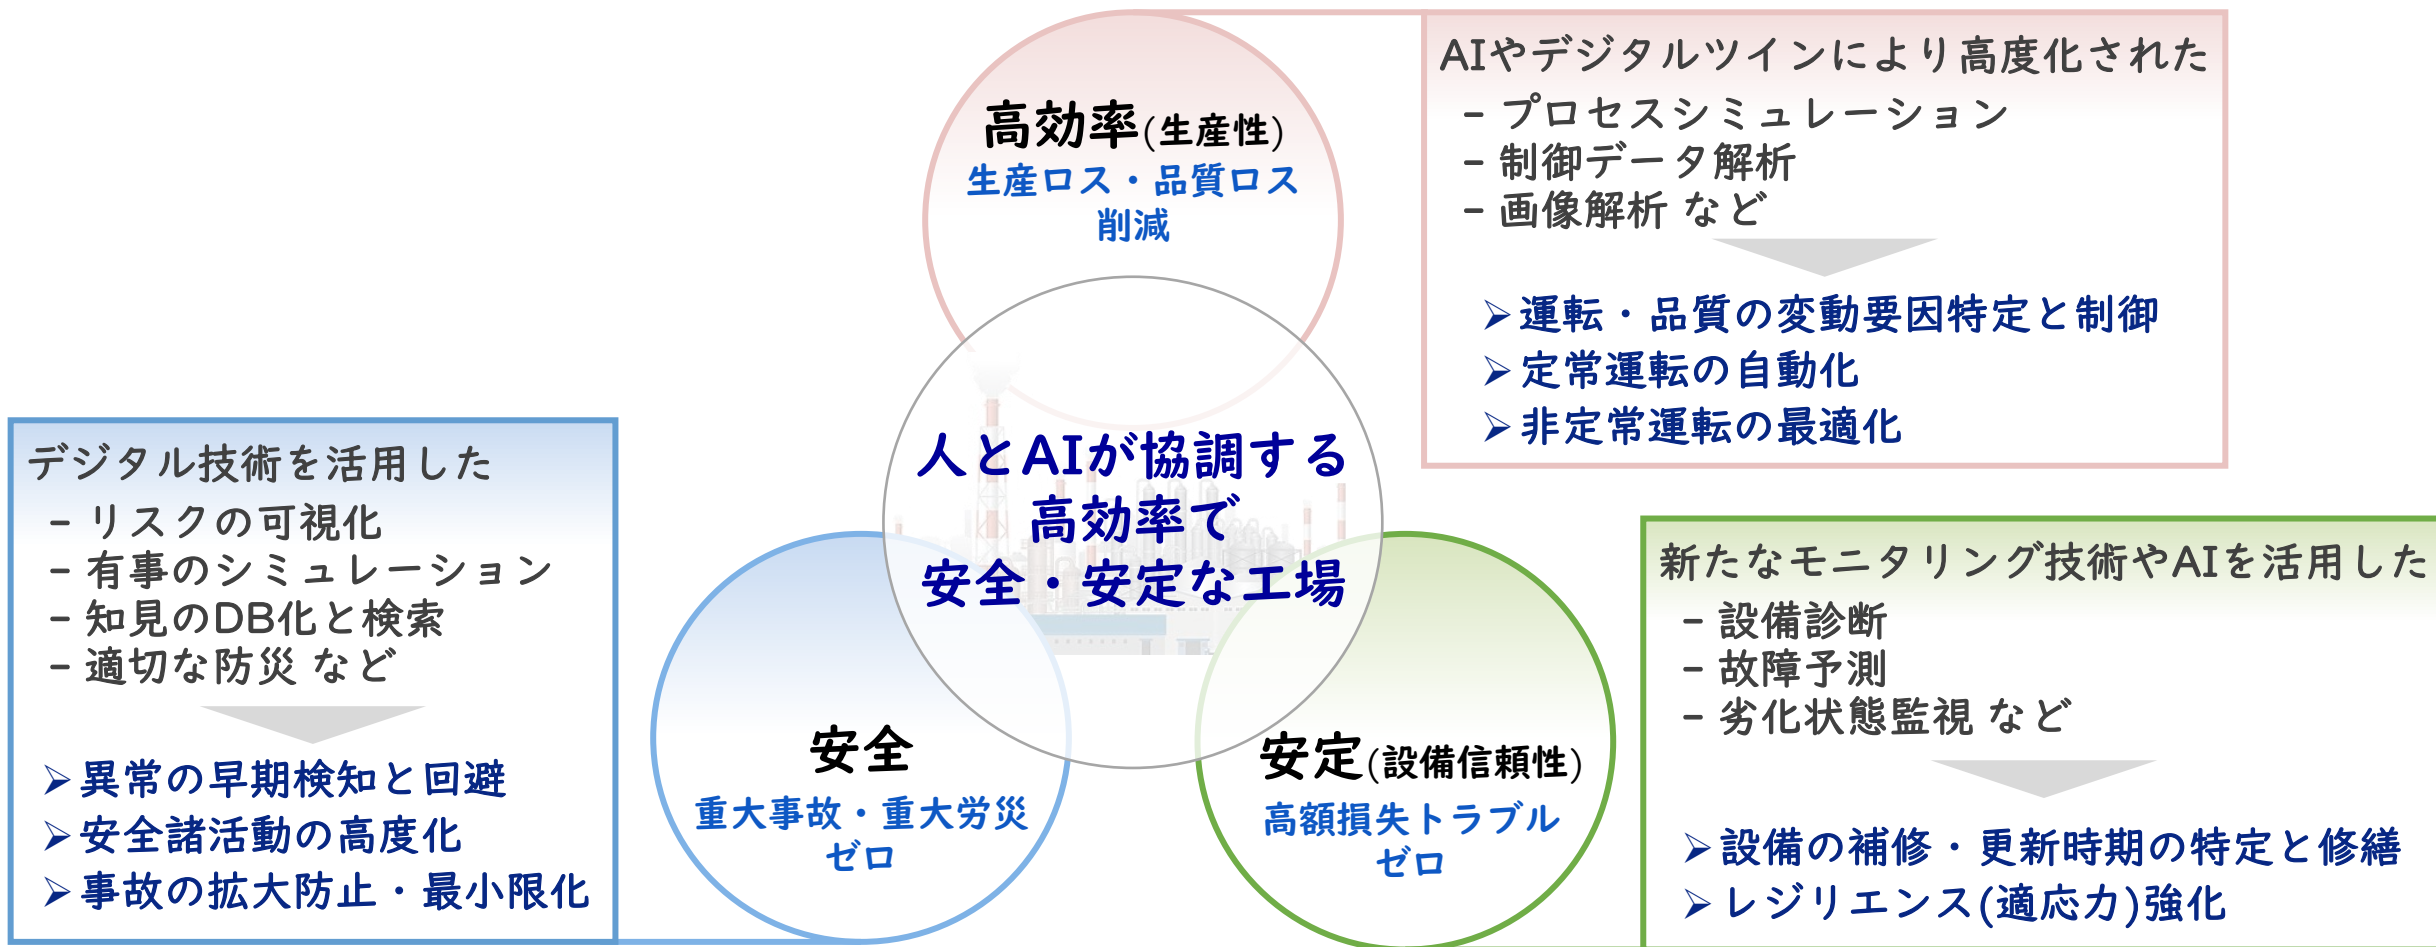 高効率(生産性)
生産ロス・品質ロス
削減
AIやデジタルツインにより高度化された
– プロセスシミュレーション
– 制御データ解析
– 画像解析 など
➢運転・品質の変動要因特定と制御
➢定常運転の自動化
➢非定常運転の最適化
人とAIが協調する
高効率で
安全・安定な工場
デジタル技術を活用した
– リスクの可視化
– 有事のシミュレーション
– 知見のDB化と検索
– 適切な防災 など
➢異常の早期検知と回避
➢安全諸活動の高度化
➢事故の拡大防止・最小限化
安全
重大事故・重大労災
ゼロ
安定(設備信頼性)
高額損失トラブル
ゼロ
新たなモニタリング技術やAIを活用した
– 設備診断
– 故障予測
– 劣化状態監視 など
➢設備の補修・更新時期の特定と修繕
➢レジリエンス(適応力)強化